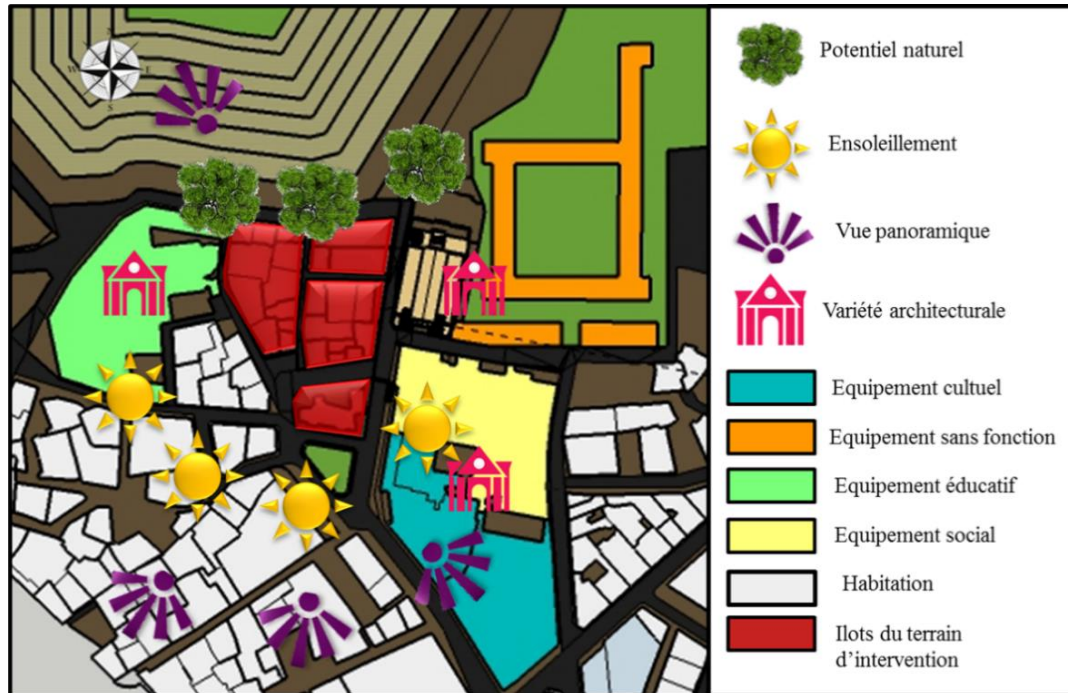 W
E
S
Potentiel naturel
Ensoleillement
Vue panoramique
Variété architecturale
Equipement cultuel
Equipement sans fonction
Equipement éducatif
Equipement social
Habitation
Ilots du terrain
d’intervention